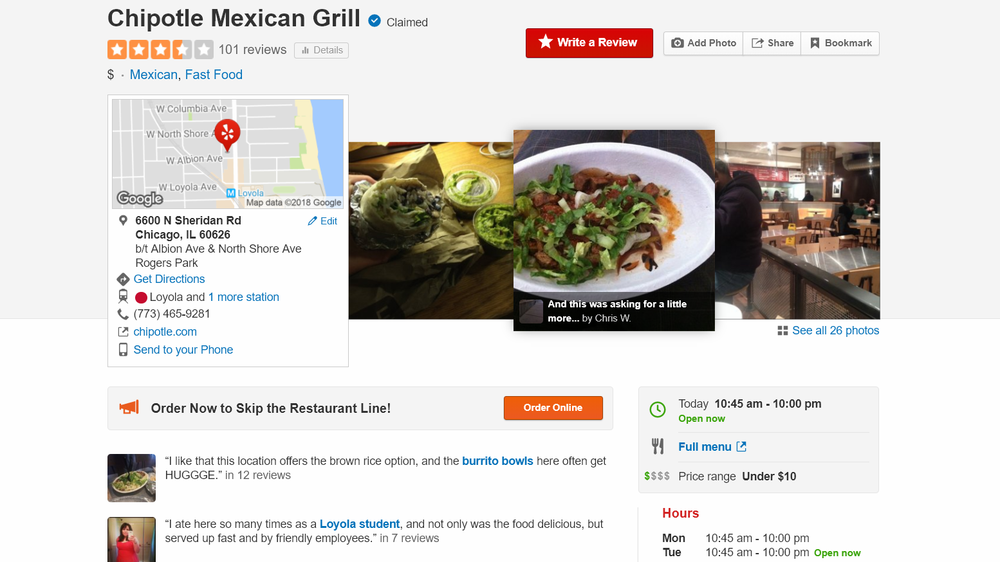 Chipotle Mexican Grill
Claimed
Write a Review
Add Photo
Share
Bookmark
101 reviews
Details
$ · Mexican, Fast Food
W Columbia Ave
W North Shore A
W Albion Ave
W Loyola Ave
M Loyola
Google
Map data ©2018 Google
6600 N Sheridan Rd
Edit
Chicago, IL 60626
b/t Albion Ave & North Shore Ave
Rogers Park
Get Directions
Loyola and 1 more station
(773) 465-9281
chipotle.com
Send to your Phone
And this was asking for a little
more... by Chris W.
See all 26 photos
Order Now to Skip the Restaurant Line!
Order Online
“I like that this location offers the brown rice option, and the burrito bowls here often get
HUGGGE.” in 12 reviews
“I ate here so many times as a Loyola student, and not only was the food delicious, but
served up fast and by friendly employees.” in 7 reviews
Today 10:45 am - 10:00 pm
Open now
Full menu
$$$$ Price range Under $10
Hours
Mon 10:45 am - 10:00 pm
Tue 10:45 am - 10:00 pm Open now